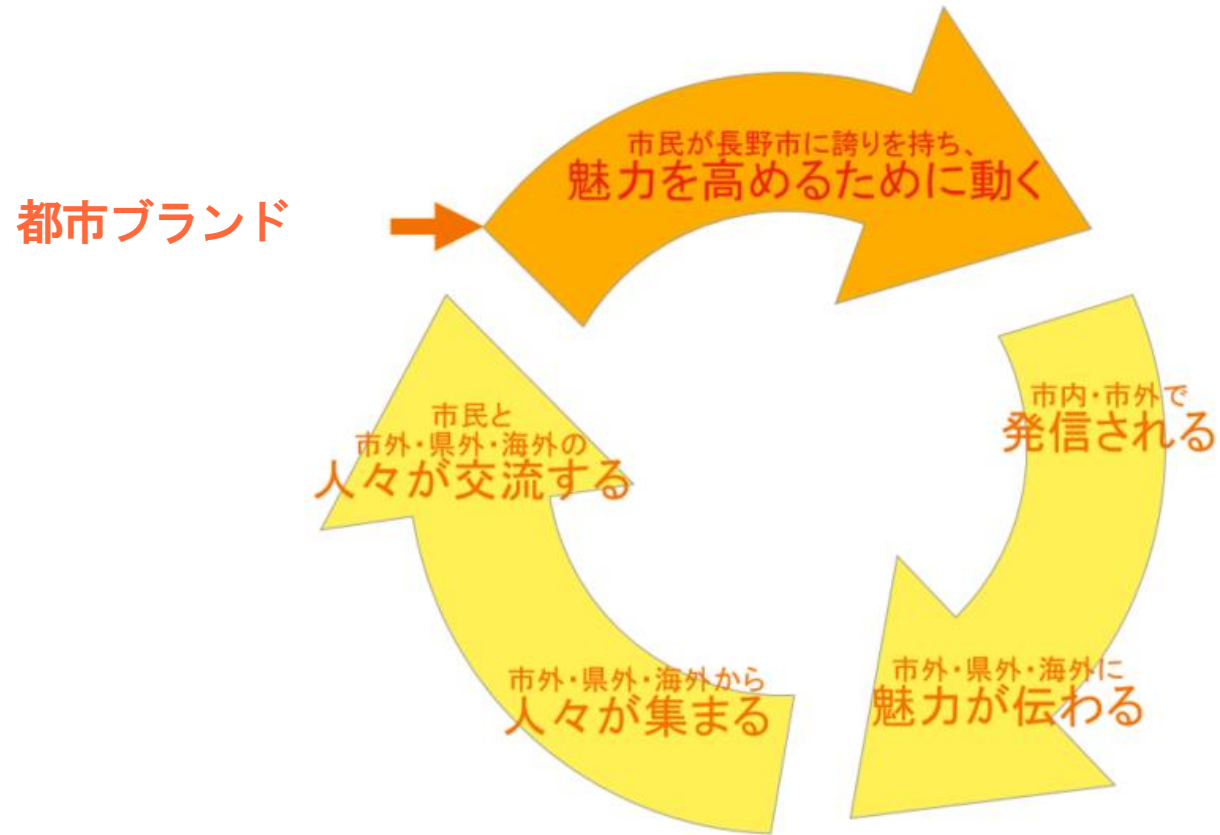 都市ブランド
市民が長野市に誇りを持ち、
魅力を高めるために動く
市内・市外で
発信される
市外・県外・海外に
魅力が伝わる
市外・県外・海外から
人々が集まる
市民と
市外・県外・海外の
人々が交流する